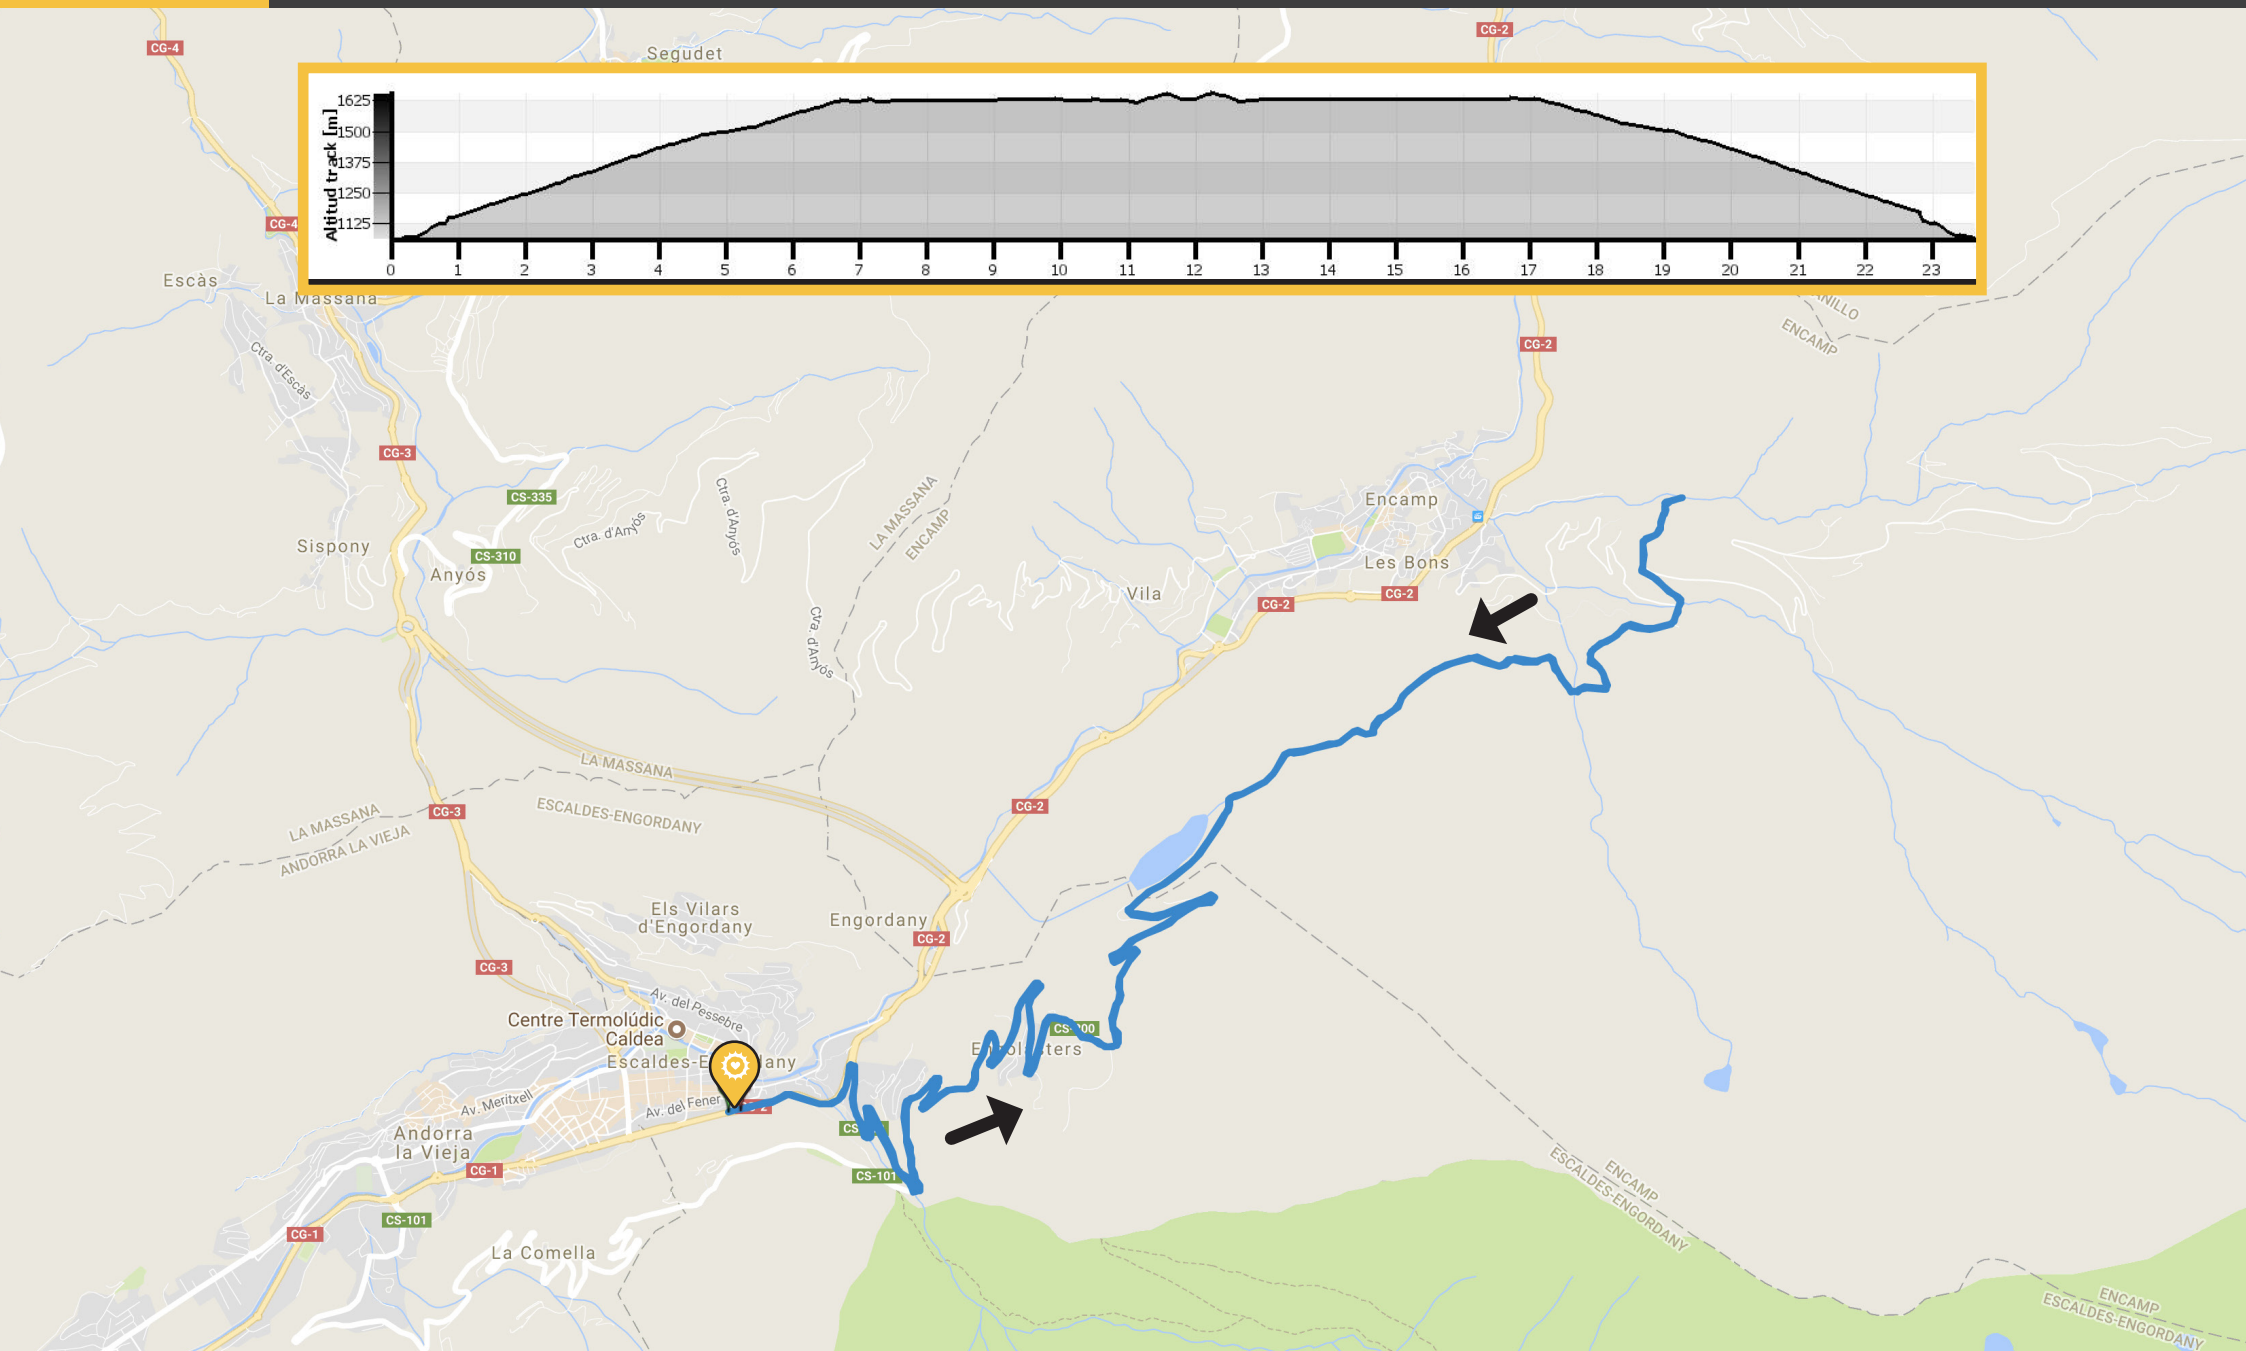 CG-4
Segudet
CG-2
Altitud track [m]
1625
1500
1375
1250
1125
0 1 2 3 4 5 6 7 8 9 10 11 12 13 14 15 16 17 18 19 20 21 22 23
CG-4
Escàs
La Massana
ENCAMP
CG-2
Ctra. d'Escàs
CG-3
CS-335
Ctra. d'Anyós
Ctra. d'Anyós
LA MASSANA
ENCAMP
Encamp
Sispony
CS-310
Anyós
Les Bons
Vila
CG-2
CG-2
Ctra. d'Anyós
LA MASSANA
ESCALDES-ENGORDANY
CG-2
CG-3
LA MASSANA
ANDORRA LA VIEJA
Els Vilars
d'Engordany
Engordany
CG-2
CG-3
Av. del Pessebre
Centre Termolúdic
Caldea
CS-200
Av. Meritxell
Av. del Fener
Andorra
la Vieja
CG-1
CS-101
CS-101
CG-1
La Comella
ENCAMP
ESCALDES-ENGORDANY
ENCAMP
ESCALDES-ENGORDANY